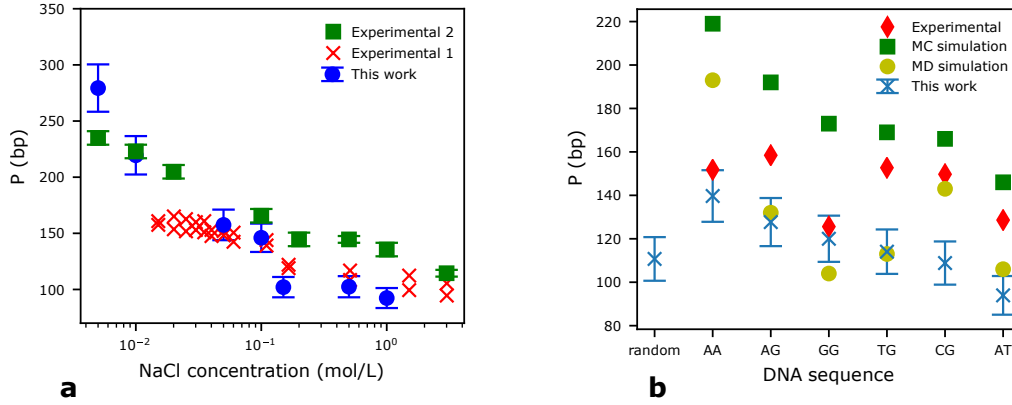 350
300
250
200
150
100
P (bp)
Experimental 2
Experimental 1
This work
10⁻² 10⁻¹ 10⁰
NaCl concentration (mol/L)
a
220
200
180
160
140
120
100
80
P (bp)
Experimental
MC simulation
MD simulation
This work
random AA AG GG TG CG AT
DNA sequence
b